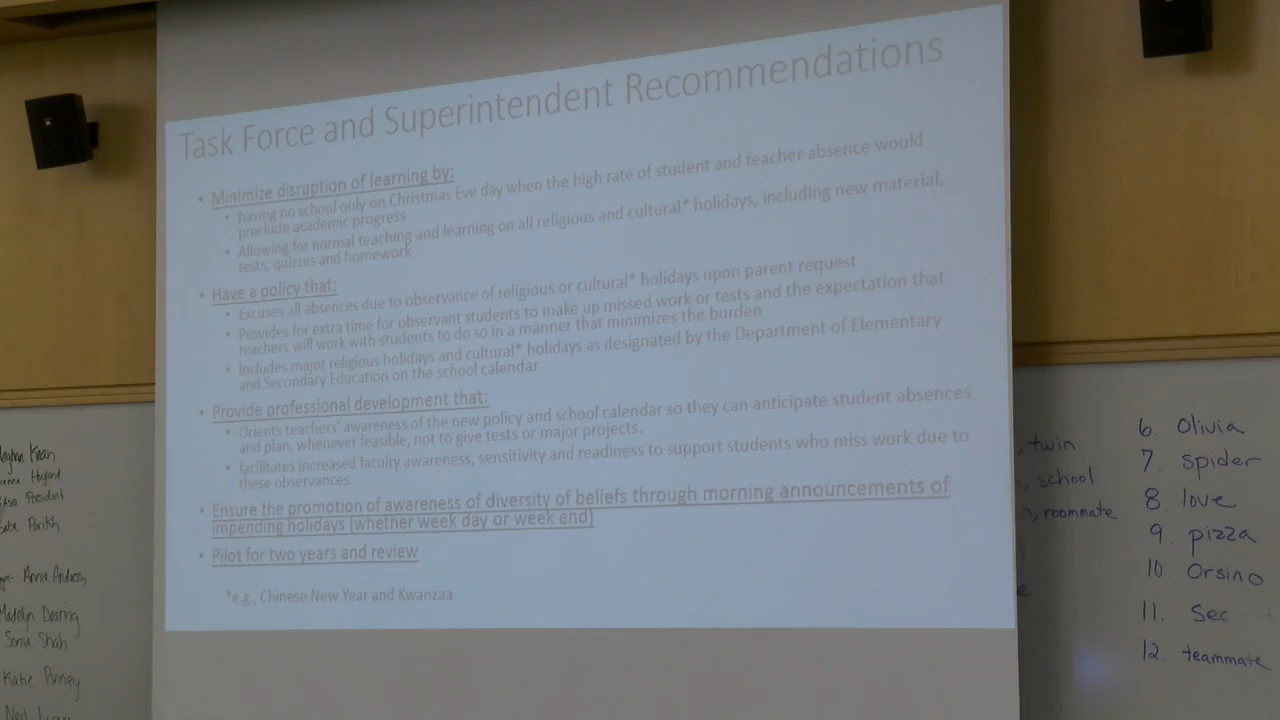 Task Force and Superintendent Recommendations
• Minimize disruption of learning by:
• having no school only on Christmas Eve day when the high rate of student and teacher absence would
preclude academic progress
• Allowing for normal teaching and learning on all religious and cultural* holidays, including new material,
tests, quizzes and homework
• Have a policy that:
• Excuses all absences due to observance of religious or cultural* holidays upon parent request
• Provides for extra time for observant students to make up missed work or tests and the expectation that
teachers will work with students to do so in a manner that minimizes the burden
• Includes major religious holidays and cultural* holidays as designated by the Department of Elementary
and Secondary Education on the school calendar
• Provide professional development that:
• Orients teachers' awareness of the new policy and school calendar so they can anticipate student absences
and plan, whenever feasible, not to give tests or major projects.
• facilitates increased faculty awareness, sensitivity and readiness to support students who miss work due to
these observances.
• Ensure the promotion of awareness of diversity of beliefs through morning announcements of
impending holidays (whether week day or week end)
• Pilot for two years and review
*e.g., Chinese New Year and Kwanzaa
President
Parikh
Annie
Madelyn Dearing
Sonia Shah
Katie Pinney
Neil
, twin
, school
, roommate
6. Olivia
7. spider
8. love
9. pizza
10. Orsino
11. Sec
12. teammate